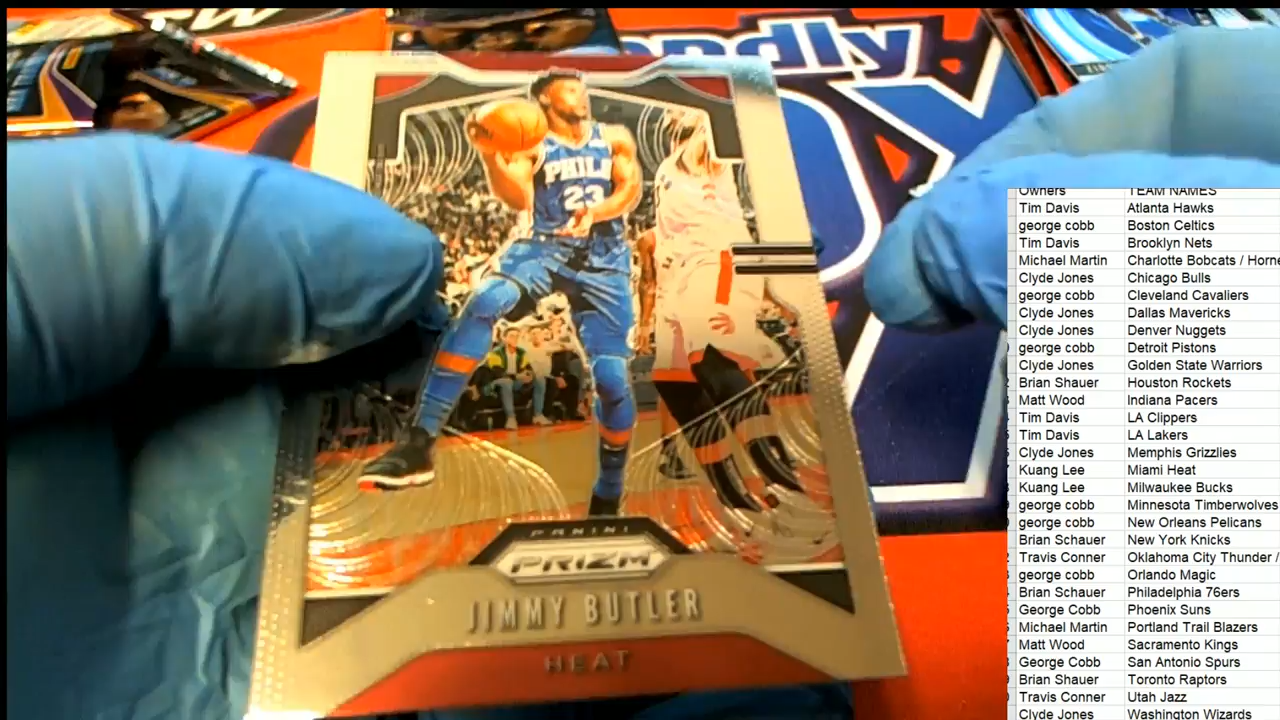 ndly
PHILA
23
PANINI
PRIZM
JIMMY BUTLER
HEAT
Owners TEAM NAMES
Tim Davis Atlanta Hawks
george cobb Boston Celtics
Tim Davis Brooklyn Nets
Michael Martin Charlotte Bobcats / Horne
Clyde Jones Chicago Bulls
george cobb Cleveland Cavaliers
Clyde Jones Dallas Mavericks
Clyde Jones Denver Nuggets
george cobb Detroit Pistons
Clyde Jones Golden State Warriors
Brian Shauer Houston Rockets
Matt Wood Indiana Pacers
Tim Davis LA Clippers
Tim Davis LA Lakers
Clyde Jones Memphis Grizzlies
Kuang Lee Miami Heat
Kuang Lee Milwaukee Bucks
george cobb Minnesota Timberwolves
george cobb New Orleans Pelicans
Brian Schauer New York Knicks
Travis Conner Oklahoma City Thunder /
george cobb Orlando Magic
Brian Schauer Philadelphia 76ers
George Cobb Phoenix Suns
Michael Martin Portland Trail Blazers
Matt Wood Sacramento Kings
George Cobb San Antonio Spurs
Brian Shauer Toronto Raptors
Travis Conner Utah Jazz
Clyde Jones Washington Wizards